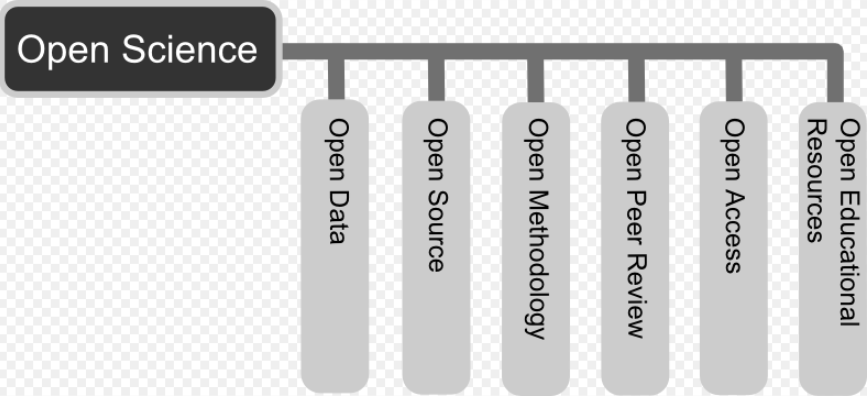 Open Science
Open Data
Open Source
Open Methodology
Open Peer Review
Open Access
Open Educational
Resources